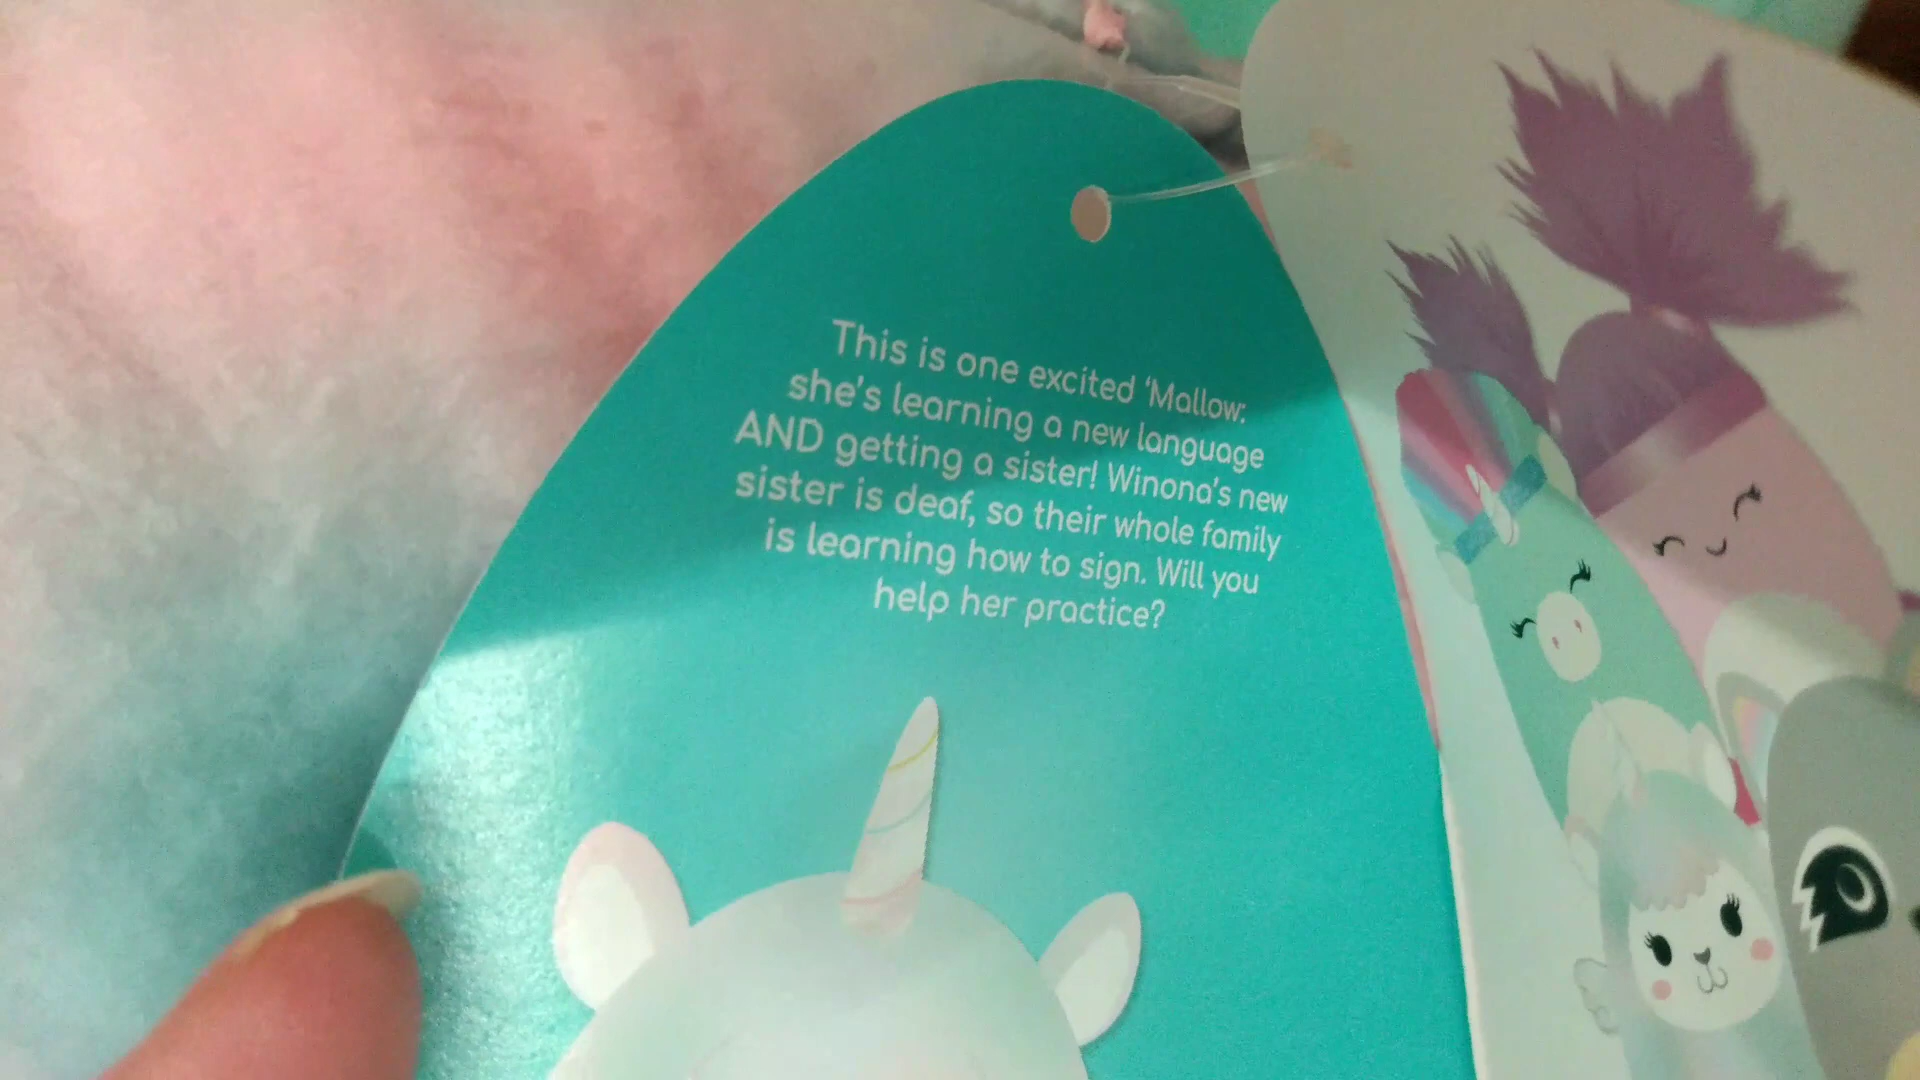 This is one excited ‘Mallow:
she's learning a new language
AND getting a sister! Winona's new
sister is deaf, so their whole family
is learning how to sign. Will you
help her practice?